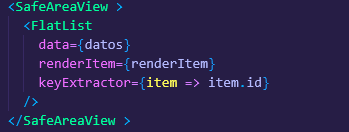 <SafeAreaView >
  <FlatList
    data={datos}
    renderItem={renderItem}
    keyExtractor={item => item.id}
  />
</SafeAreaView >